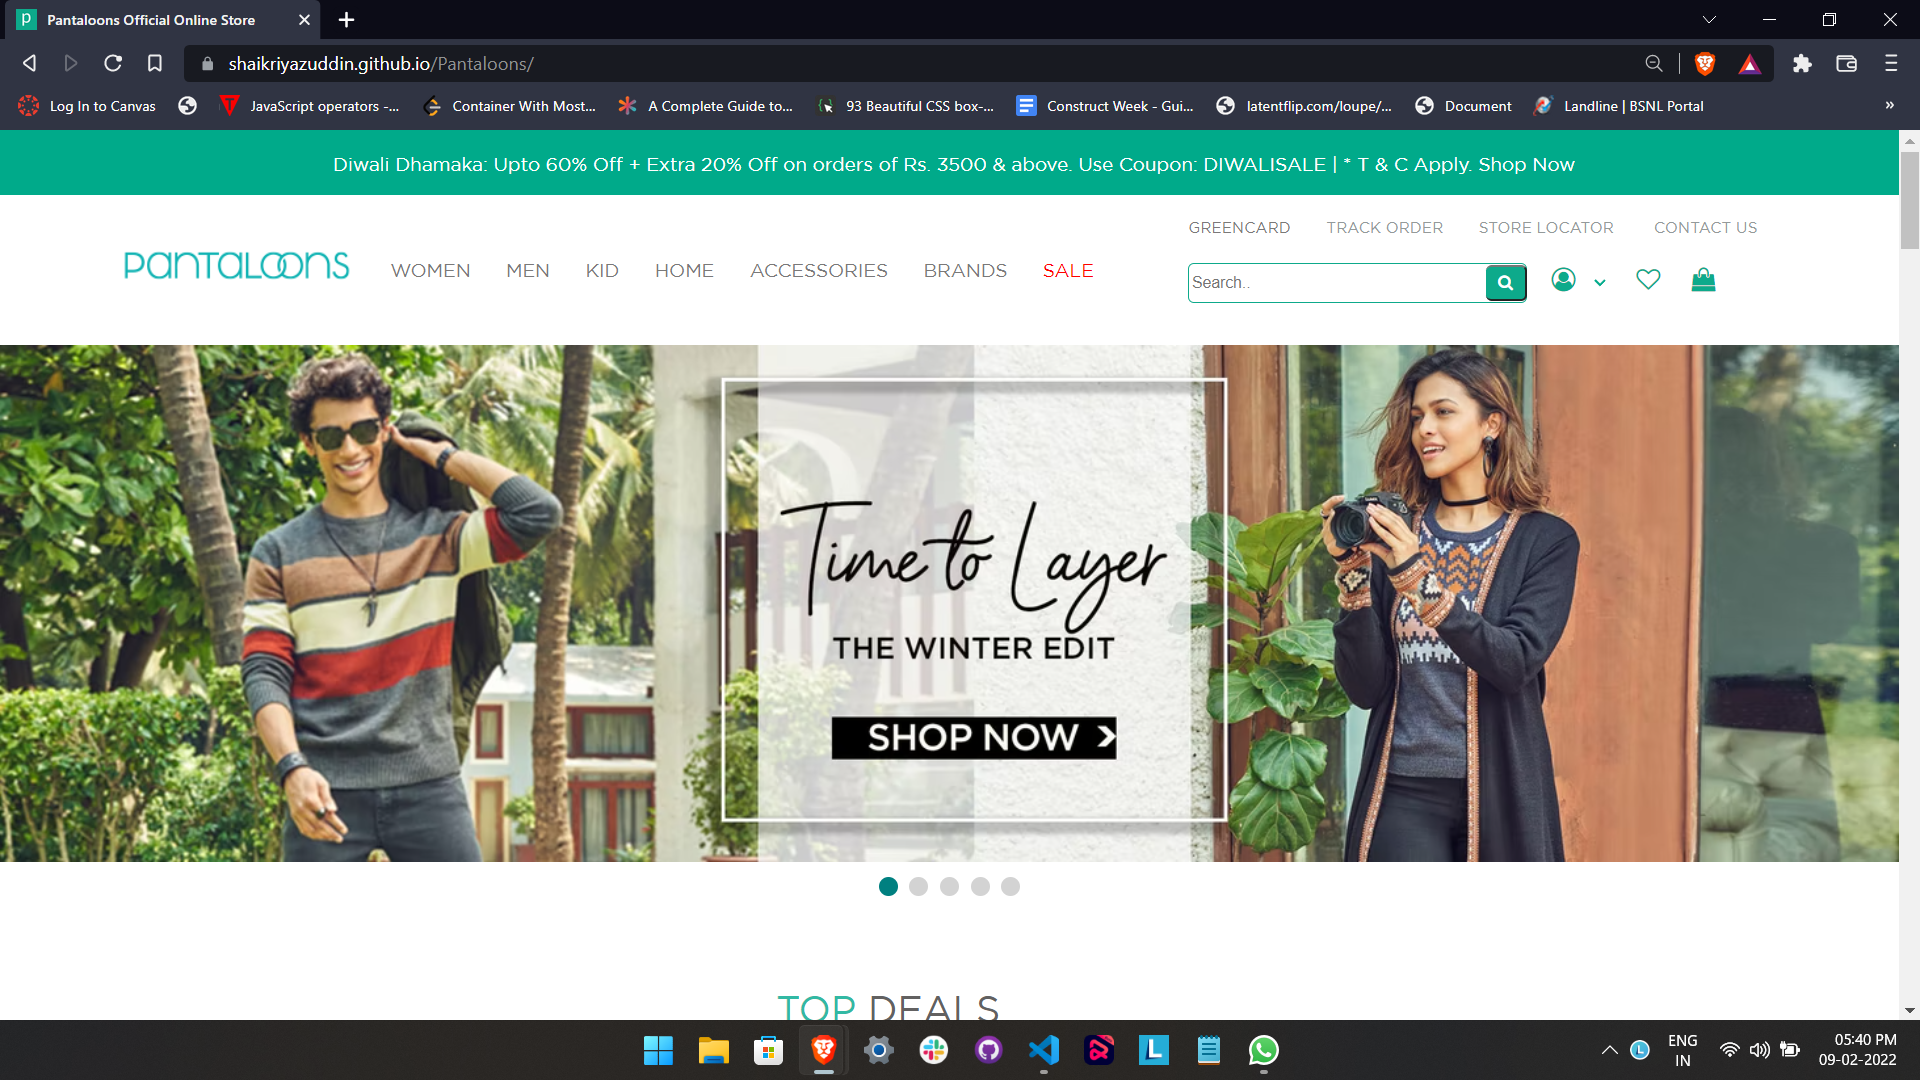 Pantaloons Official Online Store
shaikriyazuddin.github.io/Pantaloons/
Log In to Canvas
JavaScript operators -...
Container With Most...
A Complete Guide to...
93 Beautiful CSS box-...
Construct Week - Gui...
latentflip.com/loupe/...
Document
Landline | BSNL Portal
»
Diwali Dhamaka: Upto 60% Off + Extra 20% Off on orders of Rs. 3500 & above. Use Coupon: DIWALISALE | * T & C Apply. Shop Now
GREENCARD TRACK ORDER STORE LOCATOR CONTACT US
PANTALOONS
WOMEN MEN KID HOME ACCESSORIES BRANDS SALE
Search..
Time to Layer
THE WINTER EDIT
SHOP NOW
TOP DEALS
ENG
IN
05:40 PM
09-02-2022